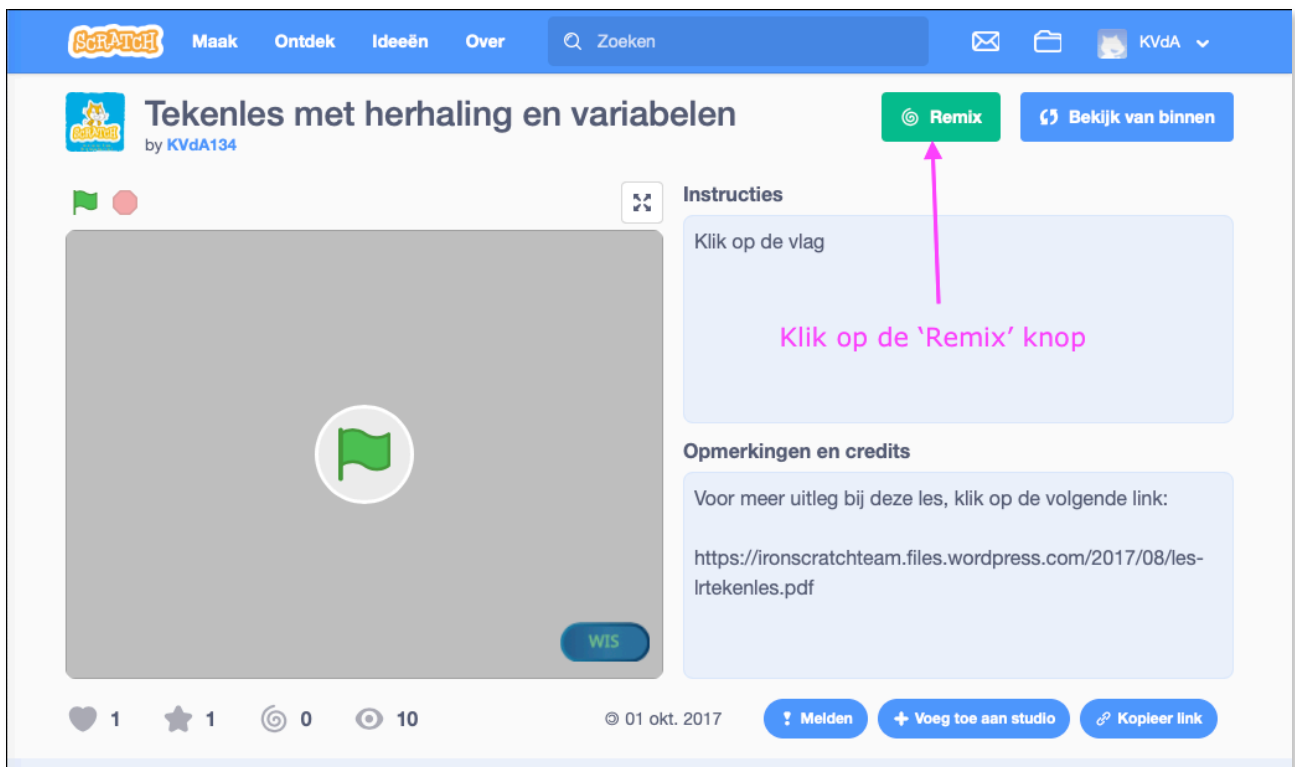 SCRATCH Maak Ontdek Ideeën Over Zoeken KVdA
Tekenles met herhaling en variabelen
by KVdA134
Remix
Bekijk van binnen
Instructies
Klik op de vlag
Klik op de ‘Remix’ knop
WIS
Opmerkingen en credits
Voor meer uitleg bij deze les, klik op de volgende link:
https://ironscratchteam.files.wordpress.com/2017/08/les-
lrtekenles.pdf
1 1 0 10 © 01 okt. 2017 Melden Voeg toe aan studio Kopieer link